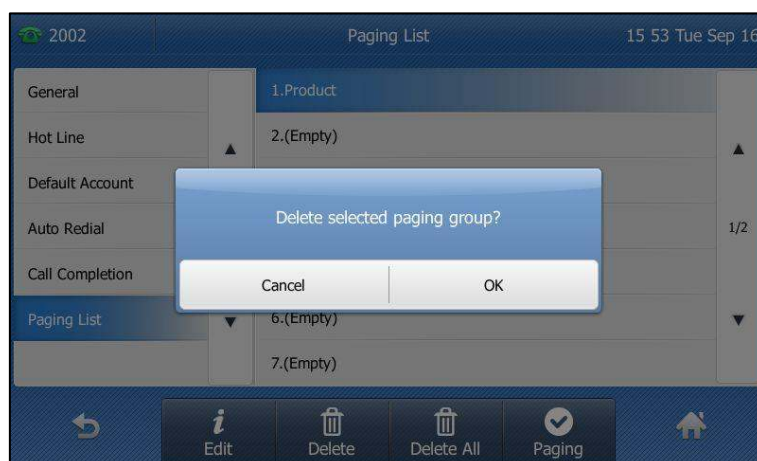 2002 Paging List 15 53 Tue Sep 16
General
Hot Line
Default Account
Auto Redial
Call Completion
Paging List
1.Product
2.(Empty)
6.(Empty)
7.(Empty)
1/2
Delete selected paging group?
Cancel OK
Edit Delete Delete All Paging